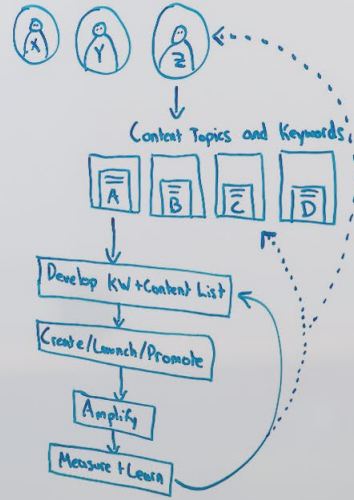 X Y Z
Content Topics and Keywords
A B C D
Develop KW+Content List
Create/Launch/Promote
Amplify
Measure+Learn